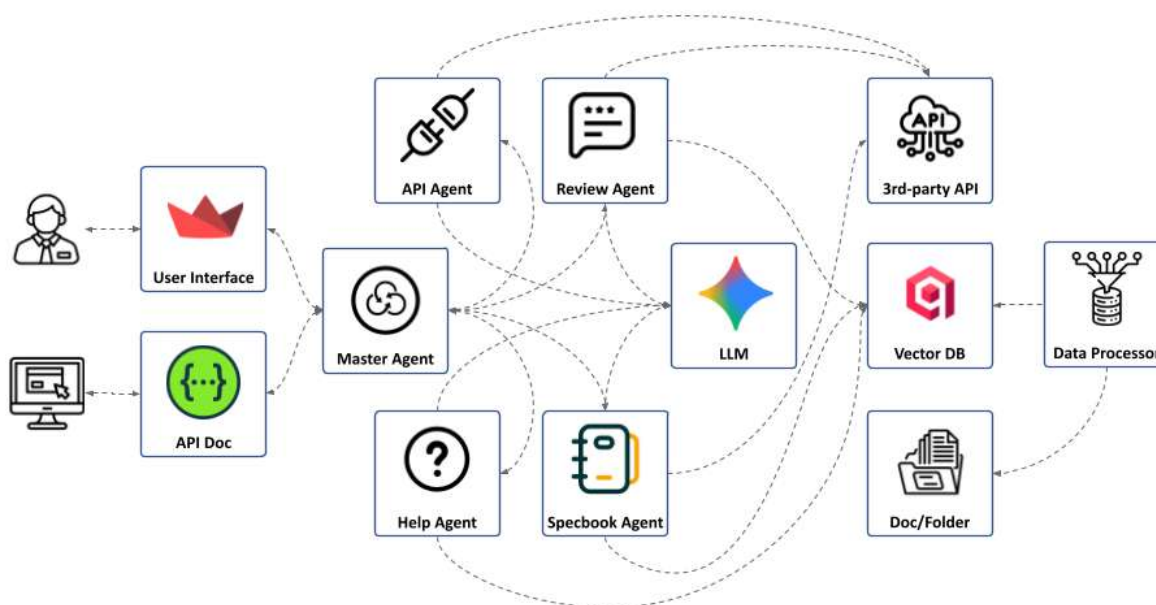 API Agent
Review Agent
API
3rd-party API
User Interface
Master Agent
LLM
Vector DB
Data Processor
{...}
API Doc
?
Help Agent
Specbook Agent
Doc/Folder